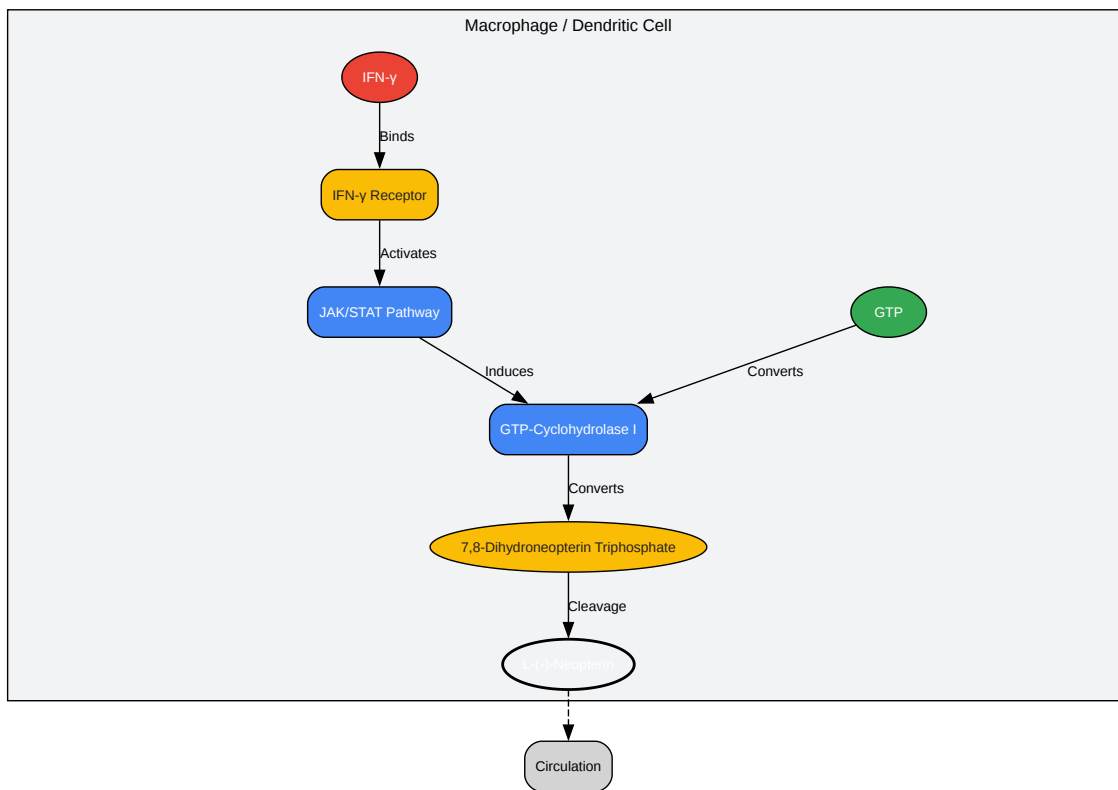 Macrophage / Dendritic Cell
IFN-γ
Binds
IFN-γ Receptor
Activates
JAK/STAT Pathway
GTP
Induces
Converts
GTP-Cyclohydrolase I
Converts
7,8-Dihydroneopterin Triphosphate
Cleavage
L-(-)-Neopterin
Circulation